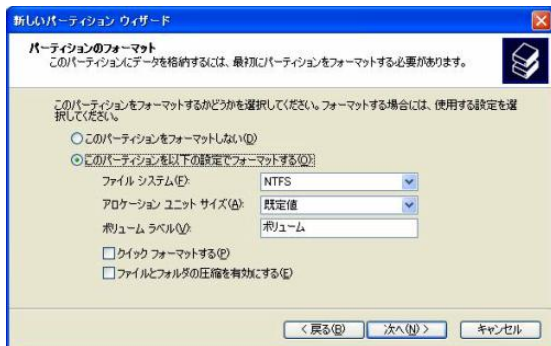 新しいパーティション ウィザード
パーティションのフォーマット
このパーティションにデータを格納するには、最初にパーティションをフォーマットする必要があります。
このパーティションをフォーマットするかどうかを選択してください。フォーマットする場合には、使用する設定を選
択してください。
このパーティションをフォーマットしない(D)
このパーティションを以下の設定でフォーマットする(O):
ファイル システム(F): NTFS
アロケーション ユニット サイズ(A): 既定値
ボリューム ラベル(V): ボリューム
クイック フォーマットする(P)
ファイルとフォルダの圧縮を有効にする(E)
< 戻る(B) 次へ(N) > キャンセル